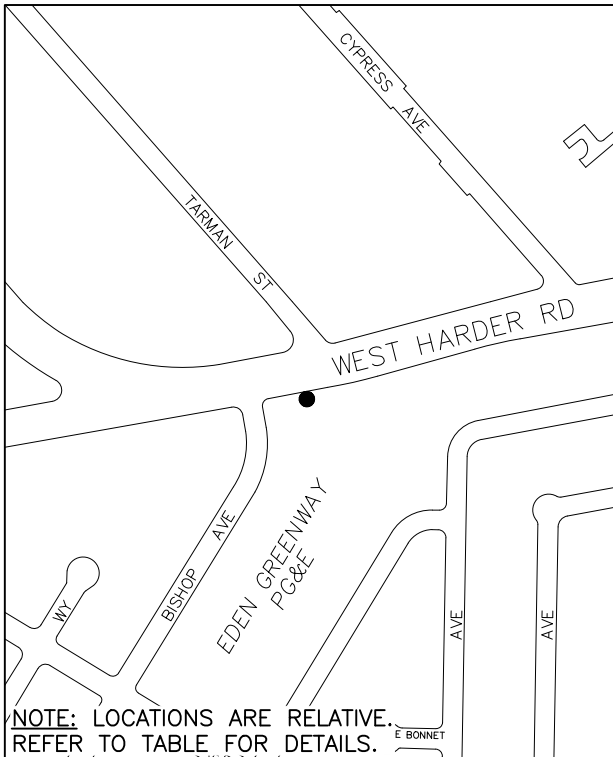 CYPRESS AVE
TARMAN ST
WEST HARDER RD
EDEN GREENWAY
PG&E
BISHOP AVE
WY
AVE
AVE
NOTE: LOCATIONS ARE RELATIVE.
REFER TO TABLE FOR DETAILS.
E BONNET